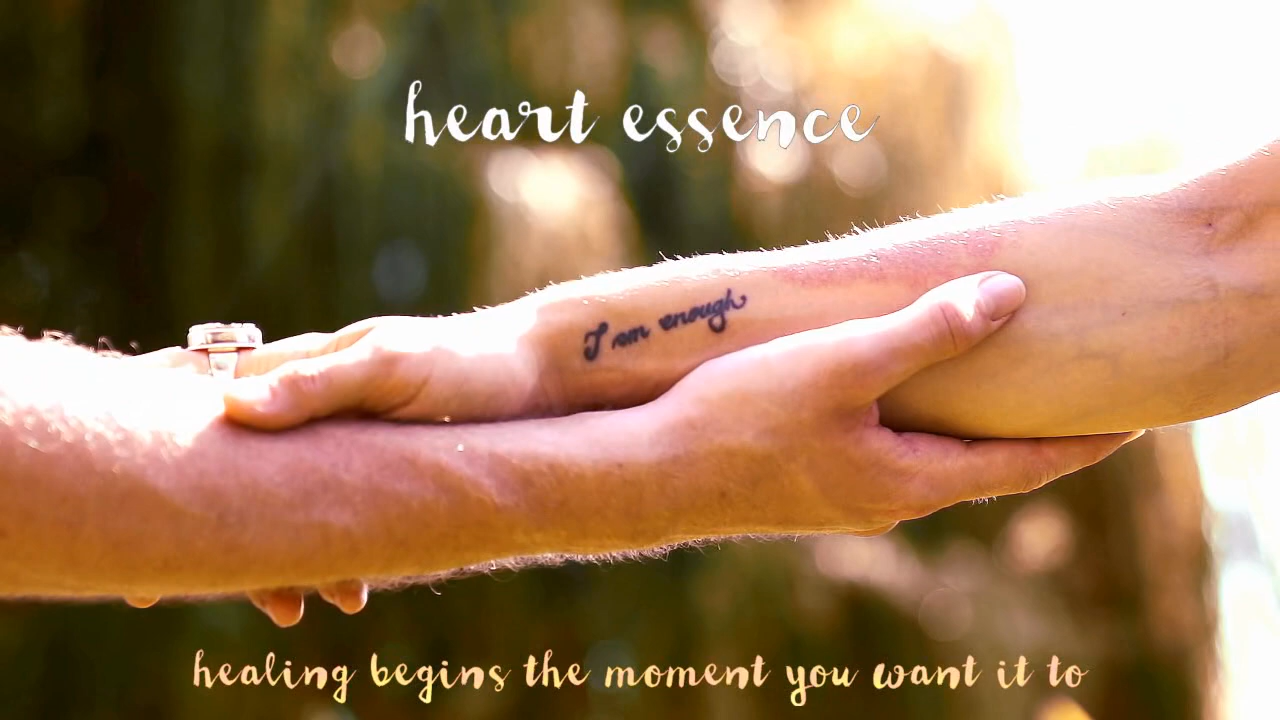 heart essence
I am enough
healing begins the moment you want it to